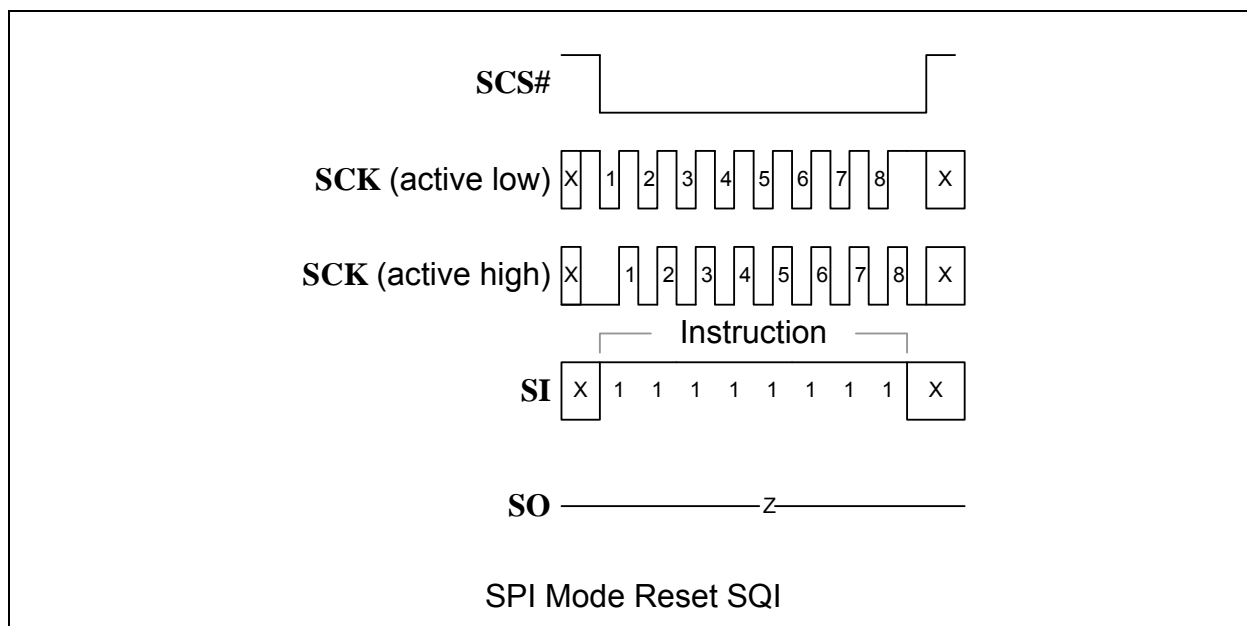 SCS#
SCK (active low) X 1 2 3 4 5 6 7 8 X
SCK (active high) X 1 2 3 4 5 6 7 8 X
Instruction
SI X 1 1 1 1 1 1 1 1 X
SO Z
SPI Mode Reset SQI